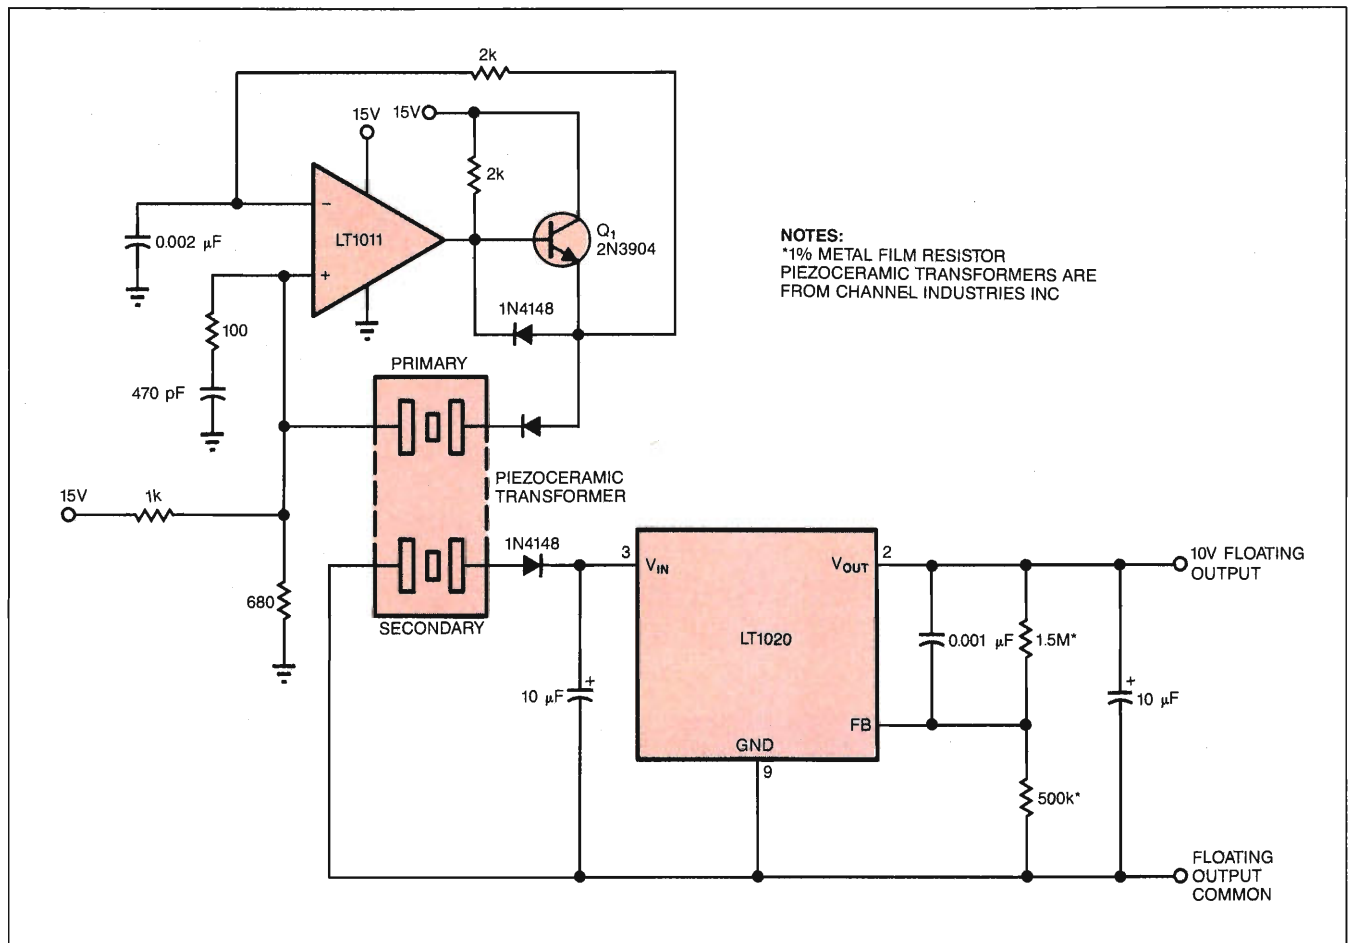 2k
15V
15V
2k
−
LT1011
+
Q1
2N3904
0.002 µF
NOTES:
*1% METAL FILM RESISTOR
PIEZOCERAMIC TRANSFORMERS ARE
FROM CHANNEL INDUSTRIES INC
100
1N4148
470 pF
PRIMARY
PIEZOCERAMIC
TRANSFORMER
15V
1k
1N4148
680
SECONDARY
3
VIN
VOUT
2
10V FLOATING
OUTPUT
LT1020
0.001 µF
1.5M*
10 µF
+
+
10 µF
FB
GND
9
500k*
FLOATING
OUTPUT
COMMON